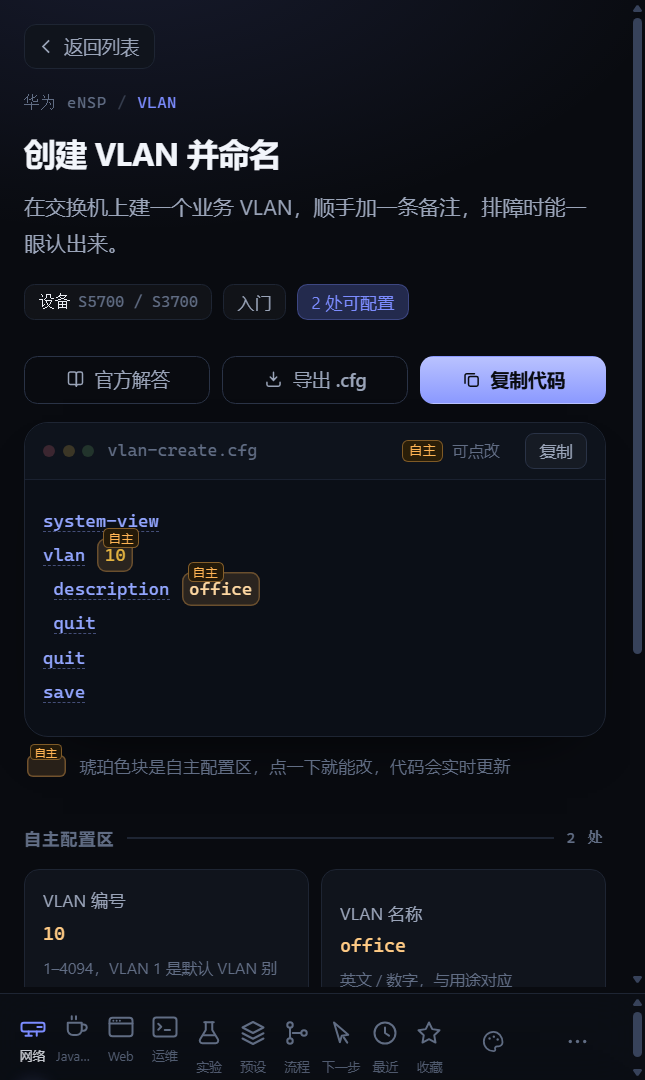 返回列表
华为 eNSP / VLAN
创建 VLAN 并命名
在交换机上建一个业务 VLAN，顺手加一条备注，排障时能一
眼认出来。
设备 S5700 / S3700 入门 2 处可配置
官方解答 导出 .cfg 复制代码
vlan-create.cfg 自主 可点改 复制
system-view
自主
vlan 10
自主
description office
quit
quit
save
自主
琥珀色块是自主配置区，点一下就能改，代码会实时更新
自主配置区 2 处
VLAN 编号
10
1–4094，VLAN 1 是默认 VLAN 别
VLAN 名称
office
英文 / 数字，与用途对应
网络 Java... Web 运维 实验 预设 流程 下一步 最近 收藏